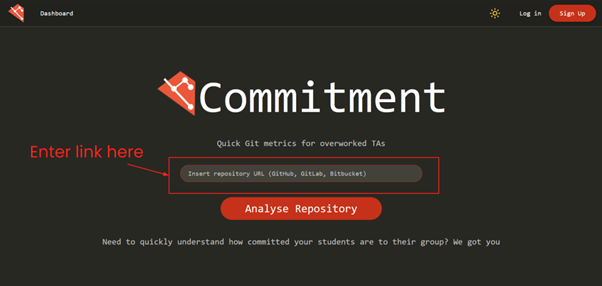 Dashboard
Log in
Sign Up
Commitment
Quick Git metrics for overworked TAs
Enter link here
Insert repository URL (GitHub, GitLab, Bitbucket)
Analyse Repository
Need to quickly understand how committed your students are to their group? We got you